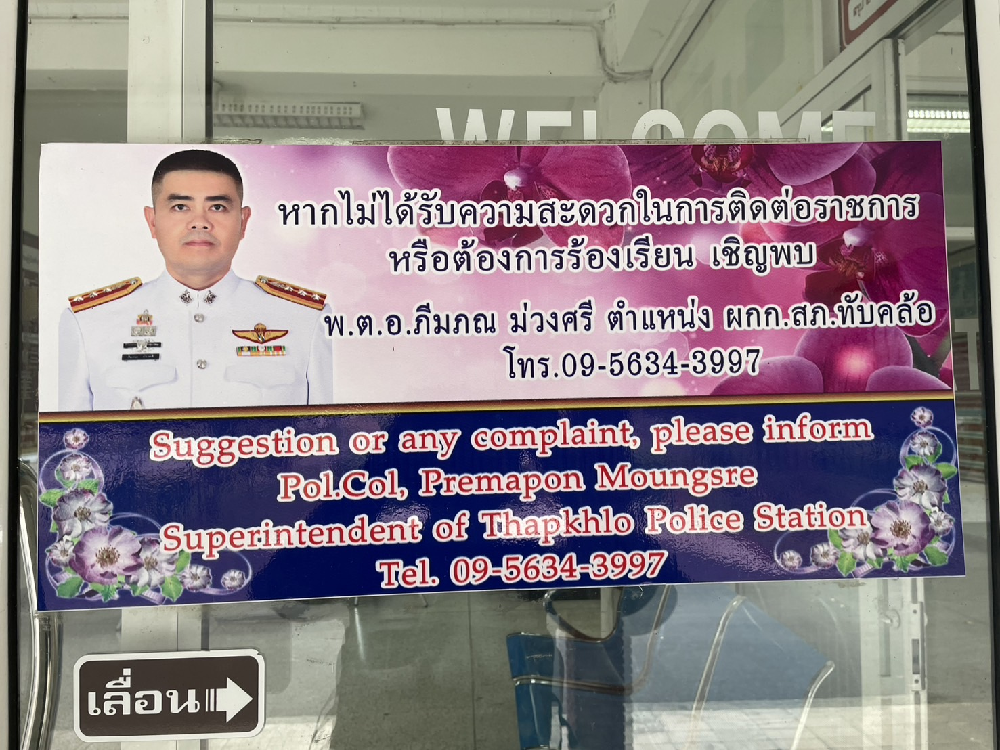 WELCOME
หากไม่ได้รับความสะดวกในการติดต่อราชการ
หรือต้องการร้องเรียน เชิญพบ
พ.ต.อ.ภีมภณ ม่วงศรี ตำแหน่ง ผกก.สภ.ทับคล้อ
โทร.09-5634-3997
Suggestion or any complaint, please inform
Pol.Col, Premapon Moungsre
Superintendent of Thapkhlo Police Station
Tel. 09-5634-3997
เลื่อน